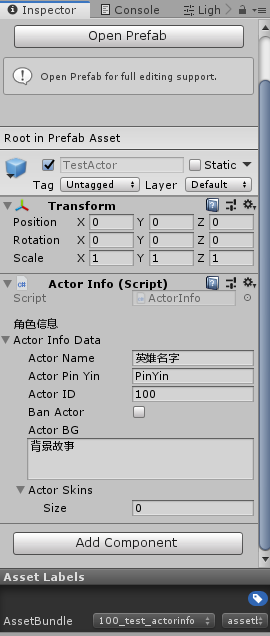 Inspector Console Ligh
Open Prefab
Open Prefab for full editing support.
Root in Prefab Asset
TestActor Static
Tag Untagged Layer Default
Transform
Position X 0 Y 0 Z 0
Rotation X 0 Y 0 Z 0
Scale X 1 Y 1 Z 1
Actor Info (Script)
Script ActorInfo
角色信息
Actor Info Data
Actor Name 英雄名字
Actor Pin Yin PinYin
Actor ID 100
Ban Actor
Actor BG
背景故事
Actor Skins
Size 0
Add Component
Asset Labels
AssetBundle 100_test_actorinfo assetl